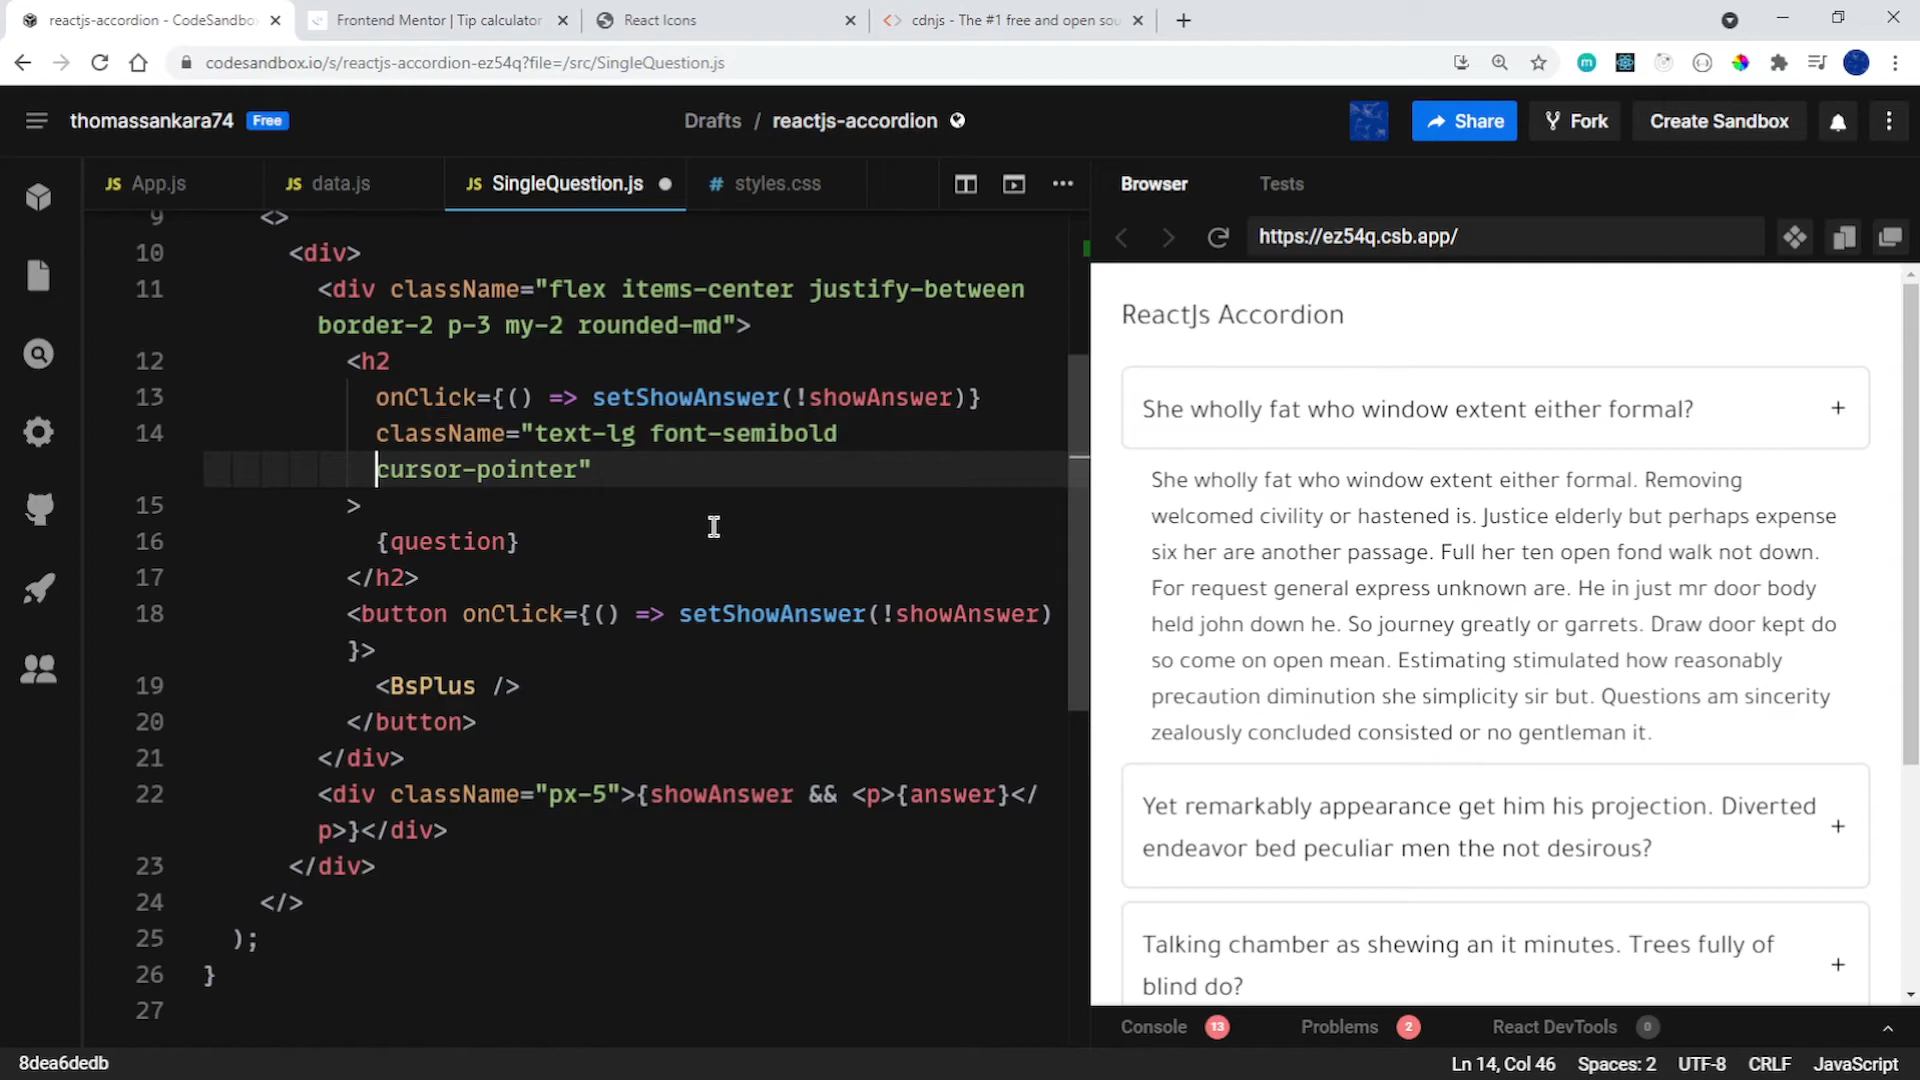 reactjs-accordion - CodeSandbo
Frontend Mentor | Tip calculator
React Icons
cdnjs - The #1 free and open sou
codesandbox.io/s/reactjs-accordion-ez54q?file=/src/SingleQuestion.js
thomassankara74 Free
Drafts / reactjs-accordion
Share
Fork
Create Sandbox
JS App.js
JS data.js
JS SingleQuestion.js
# styles.css
9 <>
10 <div>
11 <div className="flex items-center justify-between
border-2 p-3 my-2 rounded-md">
12 <h2
13 onClick={() => setShowAnswer(!showAnswer)}
14 className="text-lg font-semibold
cursor-pointer"
15 >
16 {question}
17 </h2>
18 <button onClick={() => setShowAnswer(!showAnswer)
}>
19 <BsPlus />
20 </button>
21 </div>
22 <div className="px-5">{showAnswer && <p>{answer}</
p>}</div>
23 </div>
24 </>
25 );
26 }
27
Browser
Tests
https://ez54q.csb.app/
ReactJs Accordion
She wholly fat who window extent either formal? +
She wholly fat who window extent either formal. Removing
welcomed civility or hastened is. Justice elderly but perhaps expense
six her are another passage. Full her ten open fond walk not down.
For request general express unknown are. He in just mr door body
held john down he. So journey greatly or garrets. Draw door kept do
so come on open mean. Estimating stimulated how reasonably
precaution diminution she simplicity sir but. Questions am sincerity
zealously concluded consisted or no gentleman it.
Yet remarkably appearance get him his projection. Diverted
endeavor bed peculiar men the not desirous? +
Talking chamber as shewing an it minutes. Trees fully of
blind do? +
Console 13
Problems 2
React DevTools 0
8dea6dedb
Ln 14, Col 46
Spaces: 2
UTF-8
CRLF
JavaScript